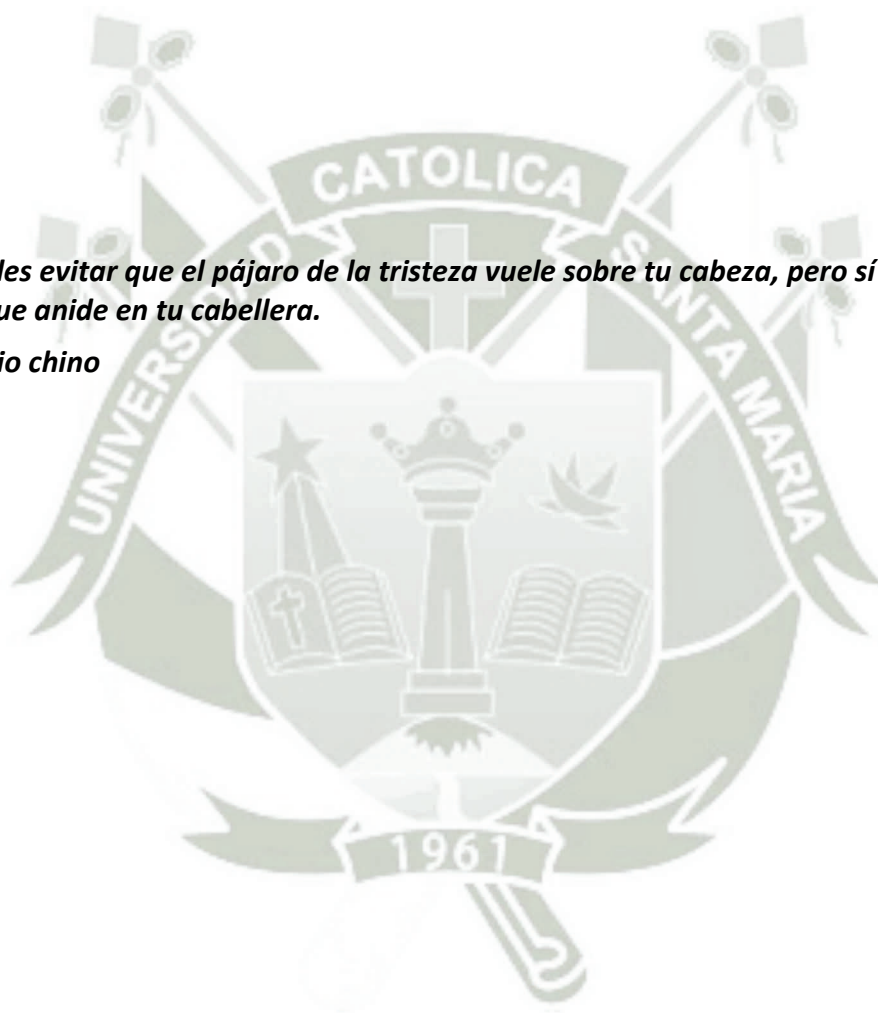 CATOLICA
UNIVERSIDAD
SANTA MARIA
des evitar que el pájaro de la tristeza vuele sobre tu cabeza, pero sí
ue anide en tu cabellera.
io chino
1961